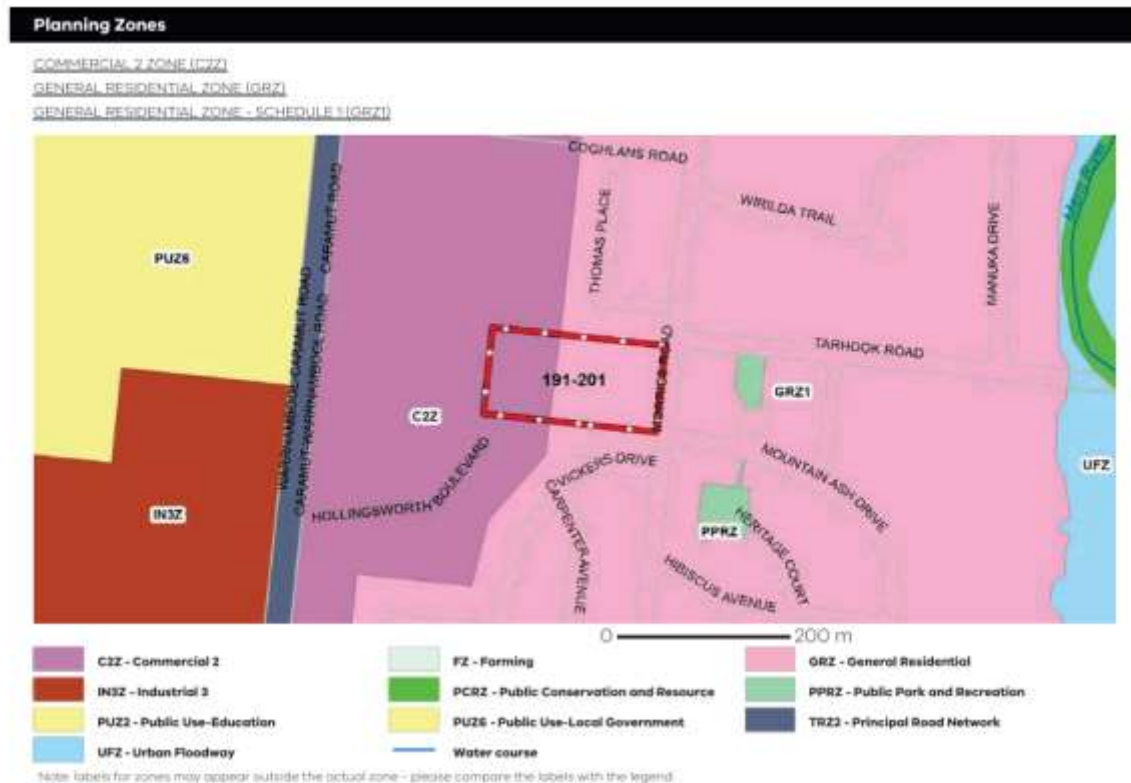 Planning Zones
COMMERCIAL 2 ZONE (C2Z)
GENERAL RESIDENTIAL ZONE (GRZ)
GENERAL RESIDENTIAL ZONE - SCHEDULE 1 (GRZ1)
COGHLANS ROAD
THOMAS PLACE
WIRILDA TRAIL
MANUKA DRIVE
Merri River
CARAMUT ROAD
PUZ6
TARHOOK ROAD
191-201
GRZ1
C2Z
VICKERS DRIVE
CARPENTER AVENUE
MOUNTAIN ASH DRIVE
UFZ
HOLLINGSWORTH BOULEVARD
IN3Z
PPRZ
HERITAGE COURT
HIBISCUS AVENUE
0 200 m
C2Z - Commercial 2
FZ - Farming
GRZ - General Residential
IN3Z - Industrial 3
PCRZ - Public Conservation and Resource
PPRZ - Public Park and Recreation
PUZ2 - Public Use-Education
PUZ6 - Public Use-Local Government
TRZ2 - Principal Road Network
UFZ - Urban Floodway
Water course
Note: labels for zones may appear outside the actual zone - please compare the labels with the legend